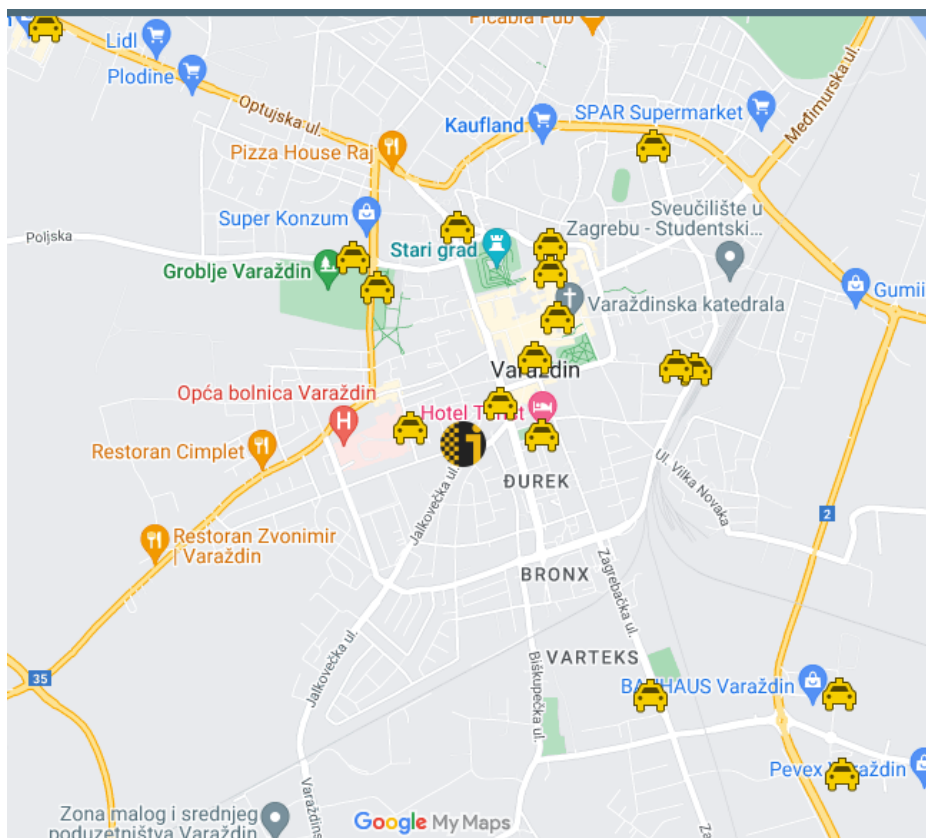 Picabia Pub
Lidl
Plodine
Optujska ul.
Kaufland
SPAR Supermarket
Međimurska ul.
Pizza House Raj
Super Konzum
Poljska
Stari grad
Sveučilište u
Zagrebu - Studentski...
Groblje Varaždin
Varaždinska katedrala
Gumii
Varaždin
Opća bolnica Varaždin
H
Hotel
1
Restoran Cimplet
Jalkovečka ul.
ĐUREK
Ul. Vilka Novaka
2
Restoran Zvonimir
| Varaždin
BRONX
Zagrebačka ul.
Jalkovečka ul.
VARTEKS
Biškupečka ul.
35
BAUHAUS Varaždin
Pevex Varaždin
Zona malog i srednjeg
poduzetništva Varaždin
Google My Maps